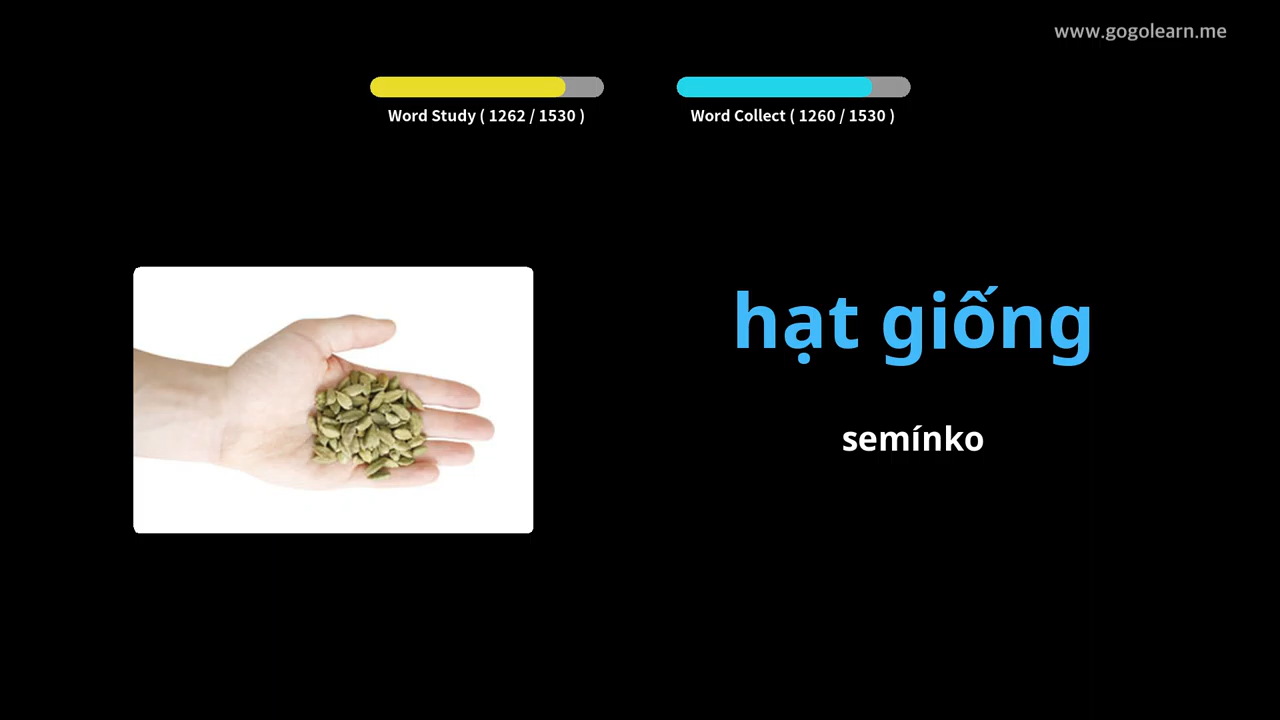 www.gogolearn.me
Word Study ( 1262 / 1530 )
Word Collect ( 1260 / 1530 )
hạt giống
semínko